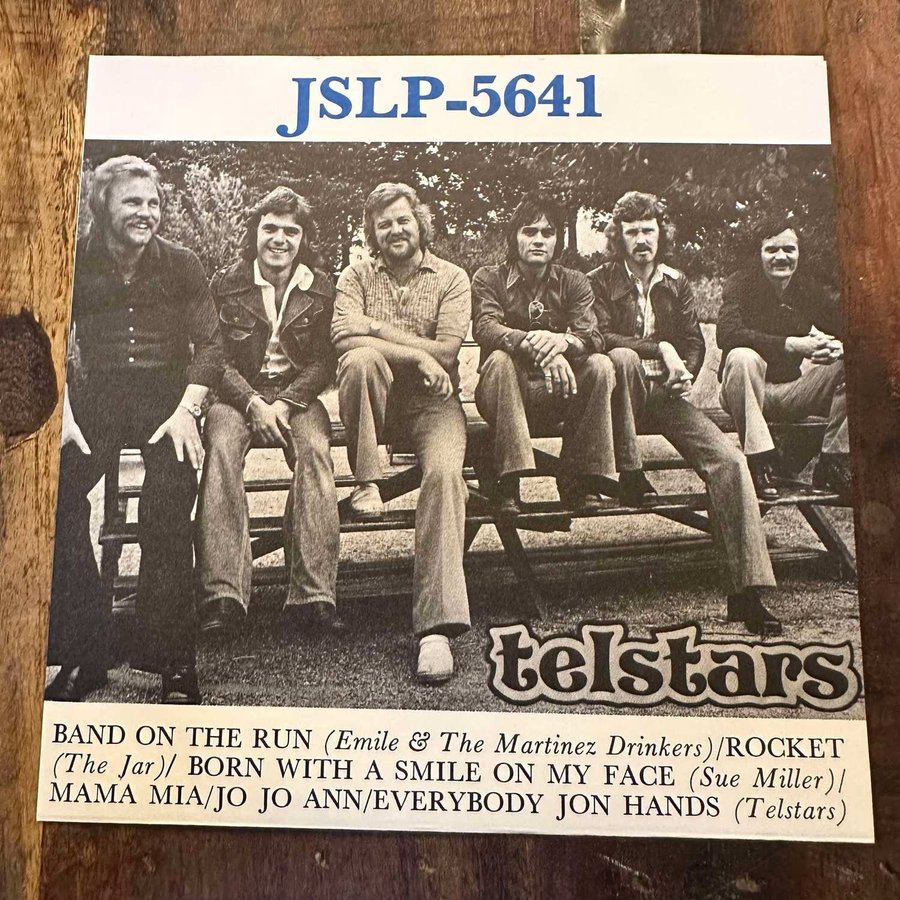 JSLP-5641
telstars
BAND ON THE RUN (Emile & The Martinez Drinkers)/ROCKET
(The Jar)/ BORN WITH A SMILE ON MY FACE (Sue Miller)/
MAMA MIA/JO JO ANN/EVERYBODY JON HANDS (Telstars)